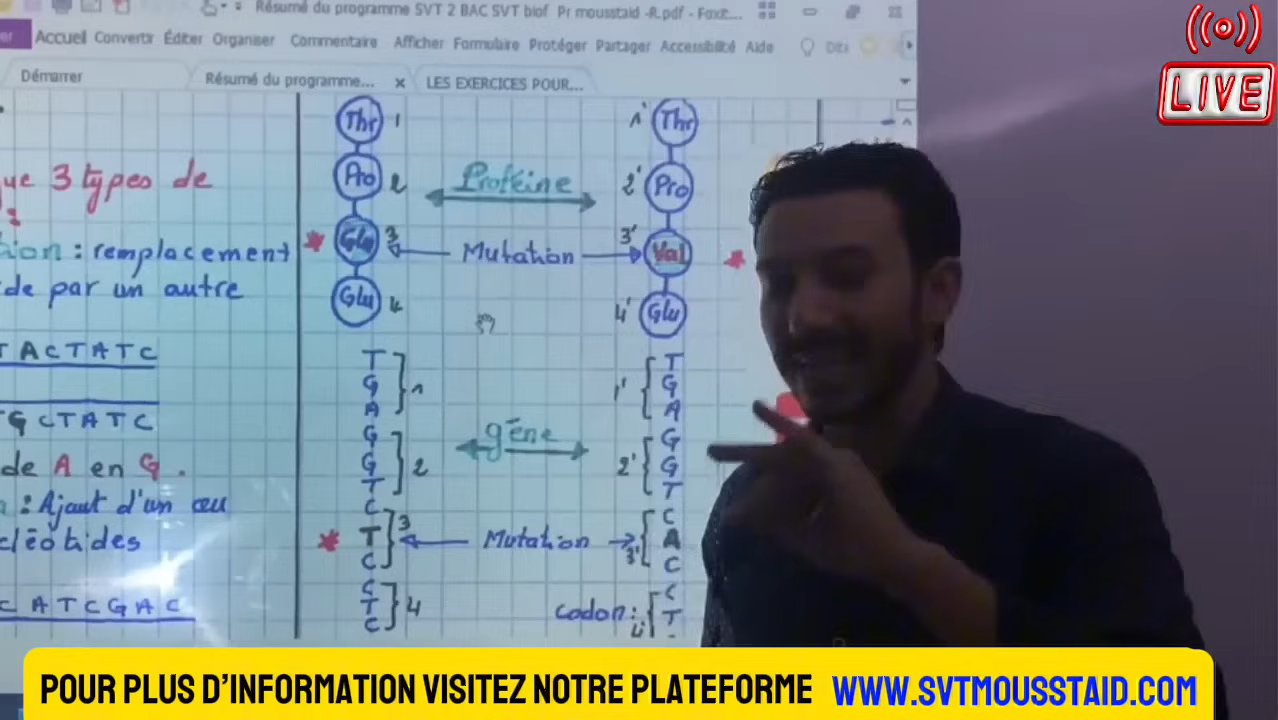 Résumé du programme SVT 2 BAC SVT biof Pr mousstaid -R.pdf - Foxit...
Accueil Convertir Éditer Organiser Commentaire Afficher Formulaire Protéger Partager Accessibilité Aide Dites
Démarrer Résumé du programme... × LES EXERCICES POUR...
LIVE
Thr 1
Pro 2
3
Glu 4
Protéine
Mutation
1' Thr
2' Pro
3' Val
4' Glu
ue 3 types de
ion : remplacement
de par un autre
TACTATC
GCTATC
de A en G.
: Ajout d'un ou
cléotides
CATCGAC
T
G
A
1
G
G
T
2
C
T
C
3
C
T
C
4
gène
Mutation
codon :
1'
T
G
A
2'
G
G
T
3'
C
A
C
4'
C
T
POUR PLUS D'INFORMATION VISITEZ NOTRE PLATEFORME WWW.SVTMOUSSTAID.COM